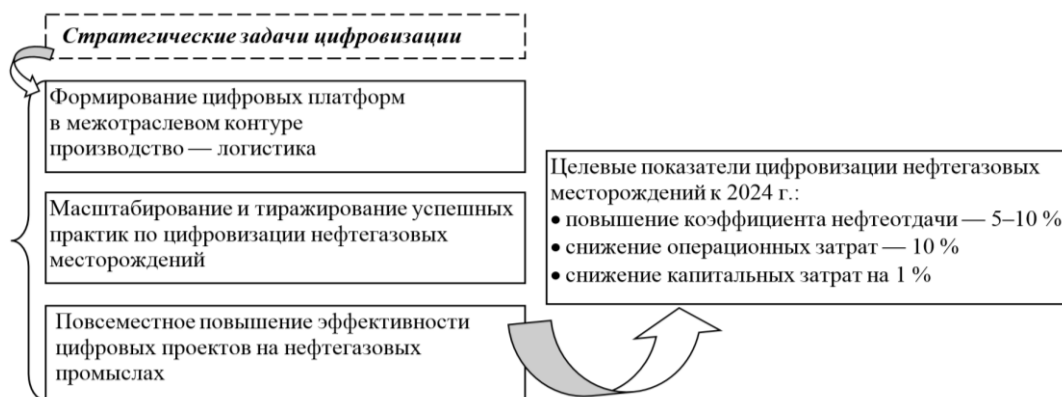 Стратегические задачи цифровизации
Формирование цифровых платформ
в межотраслевом контуре
производство — логистика
Масштабирование и тиражирование успешных
практик по цифровизации нефтегазовых
месторождений
Повсеместное повышение эффективности
цифровых проектов на нефтегазовых
промыслах
Целевые показатели цифровизации нефтегазовых
месторождений к 2024 г.:
• повышение коэффициента нефтеотдачи — 5–10 %
• снижение операционных затрат — 10 %
• снижение капитальных затрат на 1 %